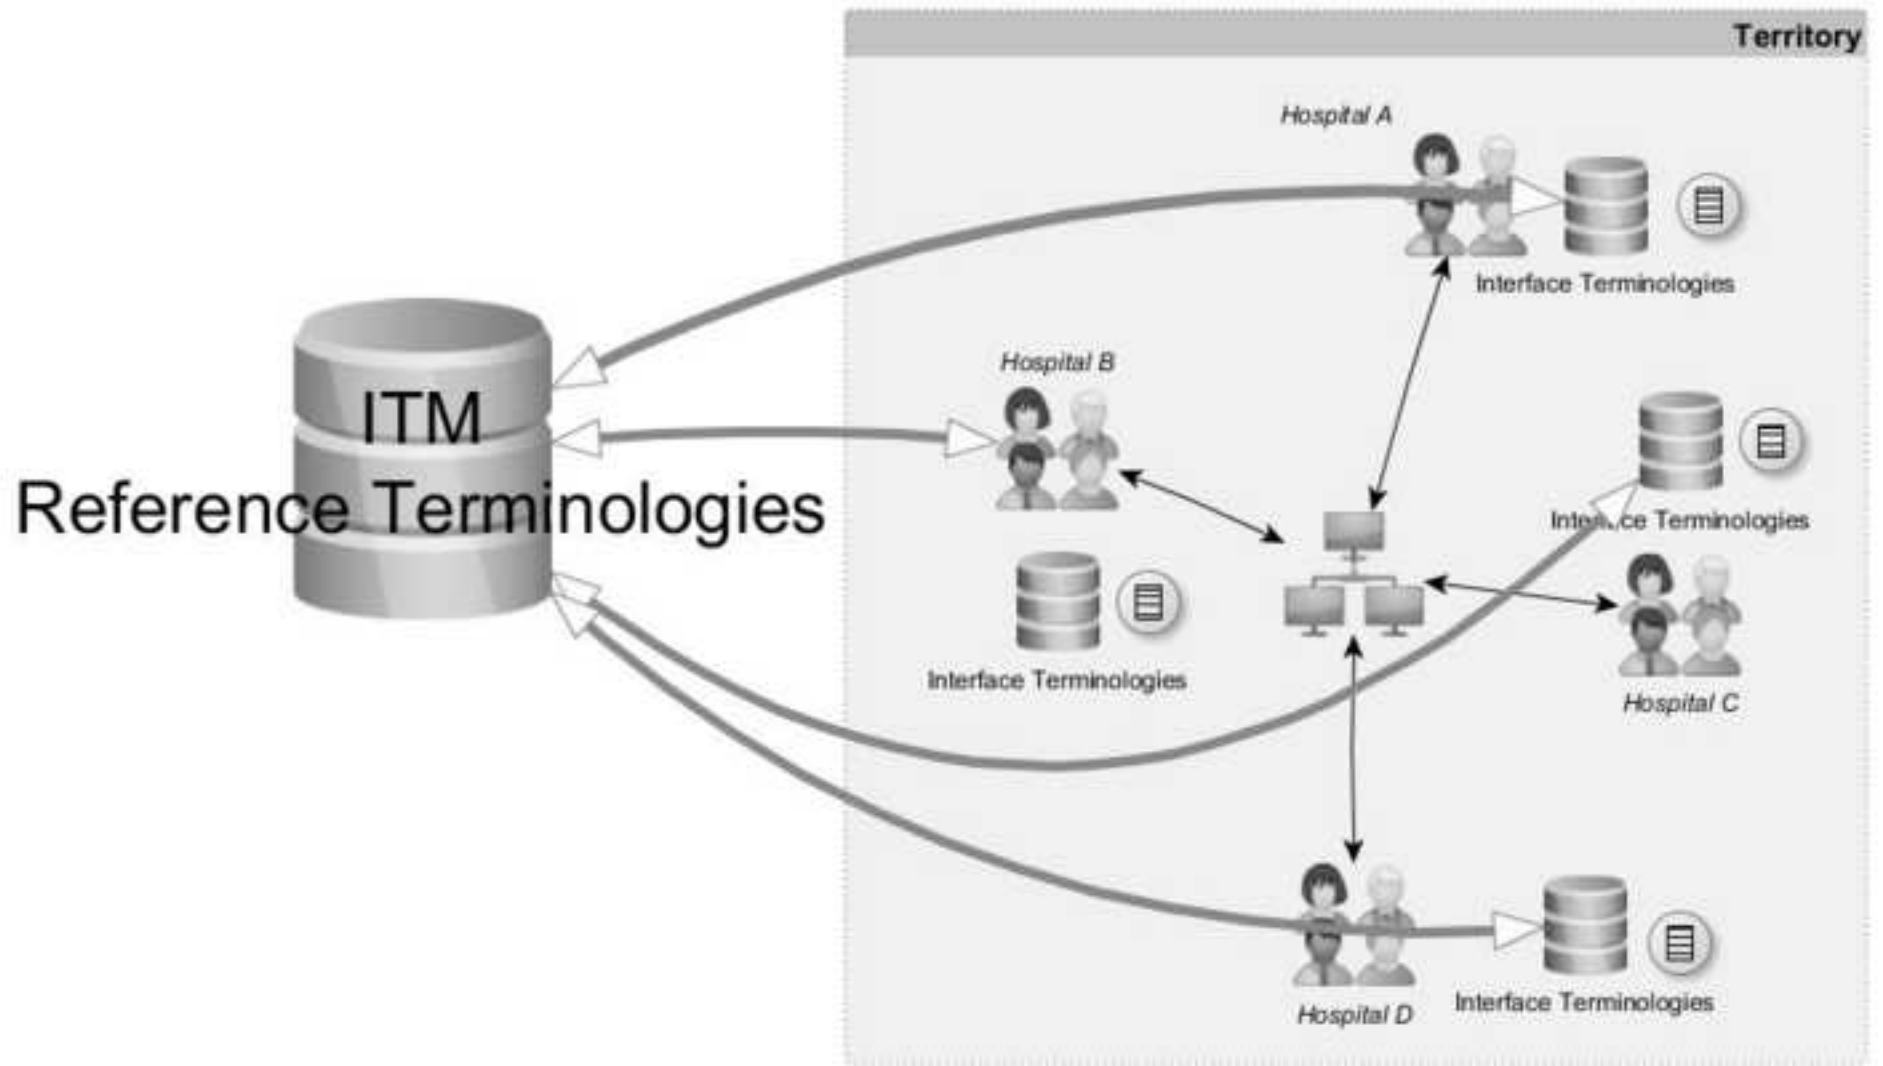 Territory
Hospital A
Interface Terminologies
Hospital B
ITM
Reference Terminologies
Interface Terminologies
Interface Terminologies
Hospital C
Hospital D
Interface Terminologies